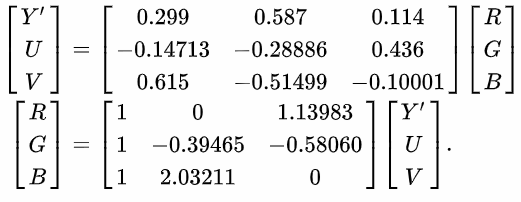 [Y′] = [0.299 0.587 0.114] [R]
[U] = [−0.14713 −0.28886 0.436] [G]
[V] = [0.615 −0.51499 −0.10001] [B]
[R] = [1 0 1.13983] [Y′]
[G] = [1 −0.39465 −0.58060] [U].
[B] = [1 2.03211 0] [V]